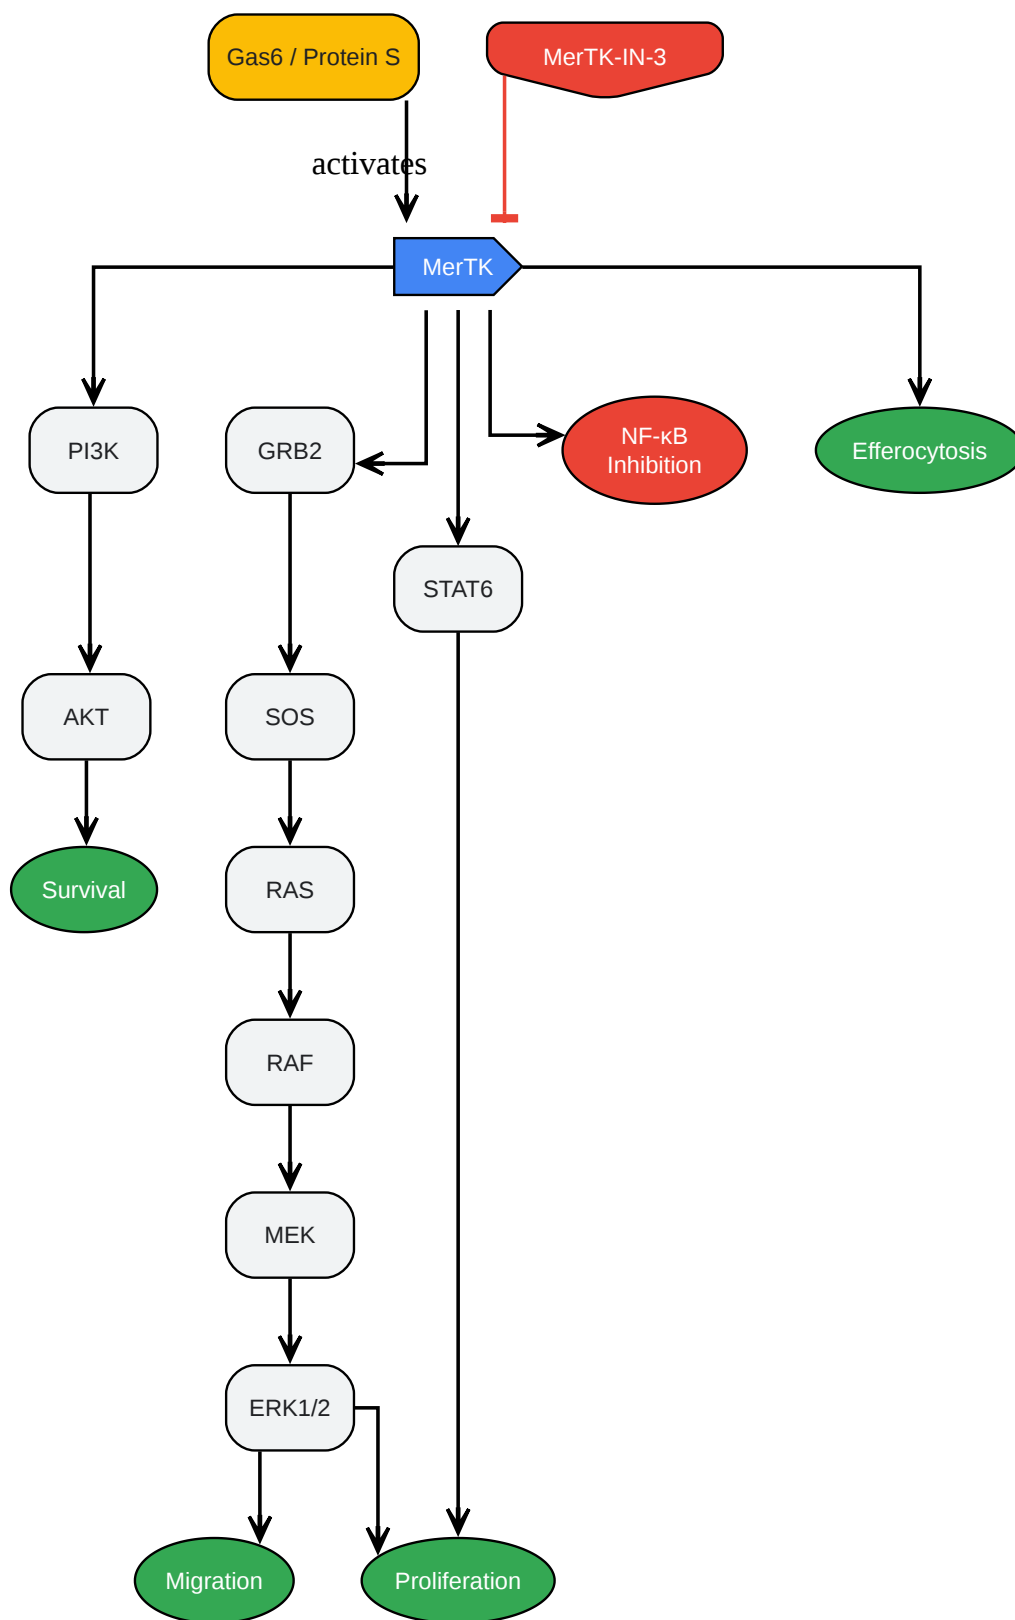 Gas6 / Protein S
MerTK-IN-3
activates
MerTK
PI3K
GRB2
NF-κB
Inhibition
Efferocytosis
STAT6
AKT
SOS
Survival
RAS
RAF
MEK
ERK1/2
Migration
Proliferation